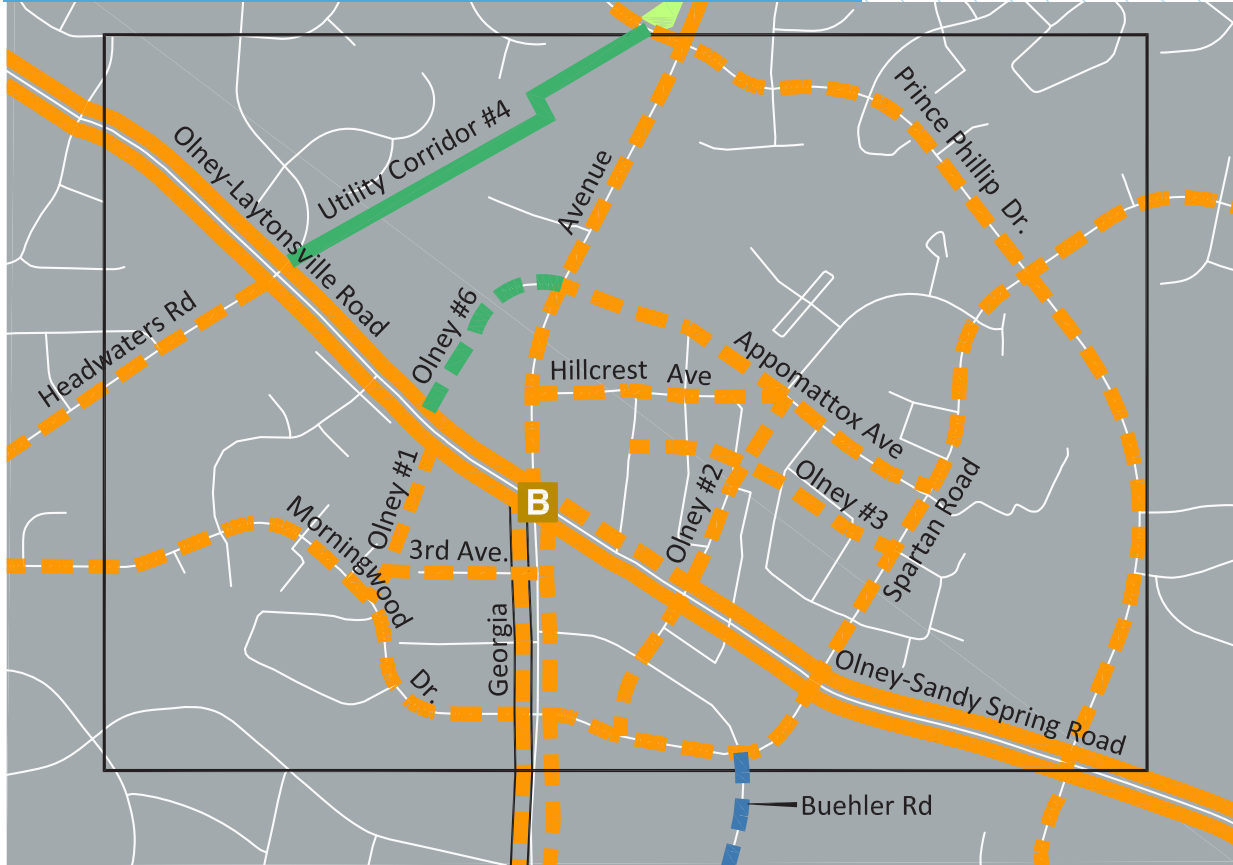 Prince Phillip Dr.
Utility Corridor #4
Olney-Laytonsville Road
Avenue
Olney #6
Headwaters Rd
Hillcrest Ave
Appomattox Ave
Olney #1
B
Olney #2
Olney #3
Spartan Road
Morningwood
3rd Ave.
Georgia
Dr.
Olney-Sandy Spring Road
Buehler Rd